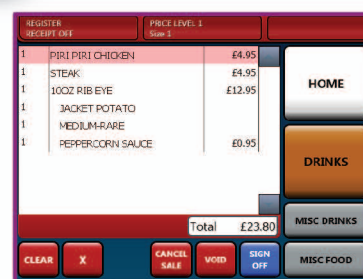 REGISTER PRICE LEVEL 1
RECEIPT OFF Size 1
1 PIRI PIRI CHICKEN £4.95
1 STEAK £4.95
1 10OZ RIB EYE £12.95
1 JACKET POTATO
1 MEDIUM-RARE
1 PEPPERCORN SAUCE £0.95
Total £23.80
HOME
DRINKS
MISC DRINKS
MISC FOOD
CLEAR
X
CANCEL
SALE
VOID
SIGN
OFF